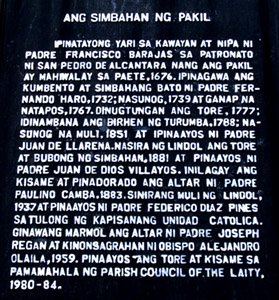 ANG SIMBAHAN NG PAKIL
IPINATAYONG YARI SA KAWAYAN AT NIPA NI
PADRE FRANCISCO BARAJAS SA PATRONATO
NI SAN PEDRO DE ALCANTARA NANG ANG PAKIL
AY MAHIWALAY SA PAETE, 1676. IPINAGAWA ANG
KUMBENTO AT SIMBAHANG BATO NI PADRE FER-
NANDO HARO, 1732; NASUNOG, 1739 AT GANAP NA
NATAPOS, 1767. DINUGTUNGAN ANG TORE, 1777;
IDINAMBANA ANG BIRHEN NG TURUMBA, 1788; NA-
SUNOG NA MULI, 1851 AT IPINAAYOS NI PADRE
JUAN DE LLARENA. NASIRA NG LINDOL ANG TORE
AT BUBONG NG SIMBAHAN, 1881 AT PINAAYOS NI
PADRE JUAN DE DIOS VILLAYOS. INILAGAY ANG
KISAME AT PINADORADO ANG ALTAR NI PADRE
PAULINO CAMBA, 1883. SINIRANG MULI NG LINDOL,
1937 AT PINAAYOS NI PADRE FEDERICO DIAZ PINES
SA TULONG NG KAPISANANG UNIDAD CATOLICA.
GINAWANG MARMOL ANG ALTAR NI PADRE JOSEPH
REGAN AT KINONSAGRAHAN NI OBISPO ALEJANDRO
OLAILA, 1959. PINAAYOS ANG TORE AT KISAME SA
PAMAMAHALA NG PARISH COUNCIL OF THE LAITY,
1980-84.